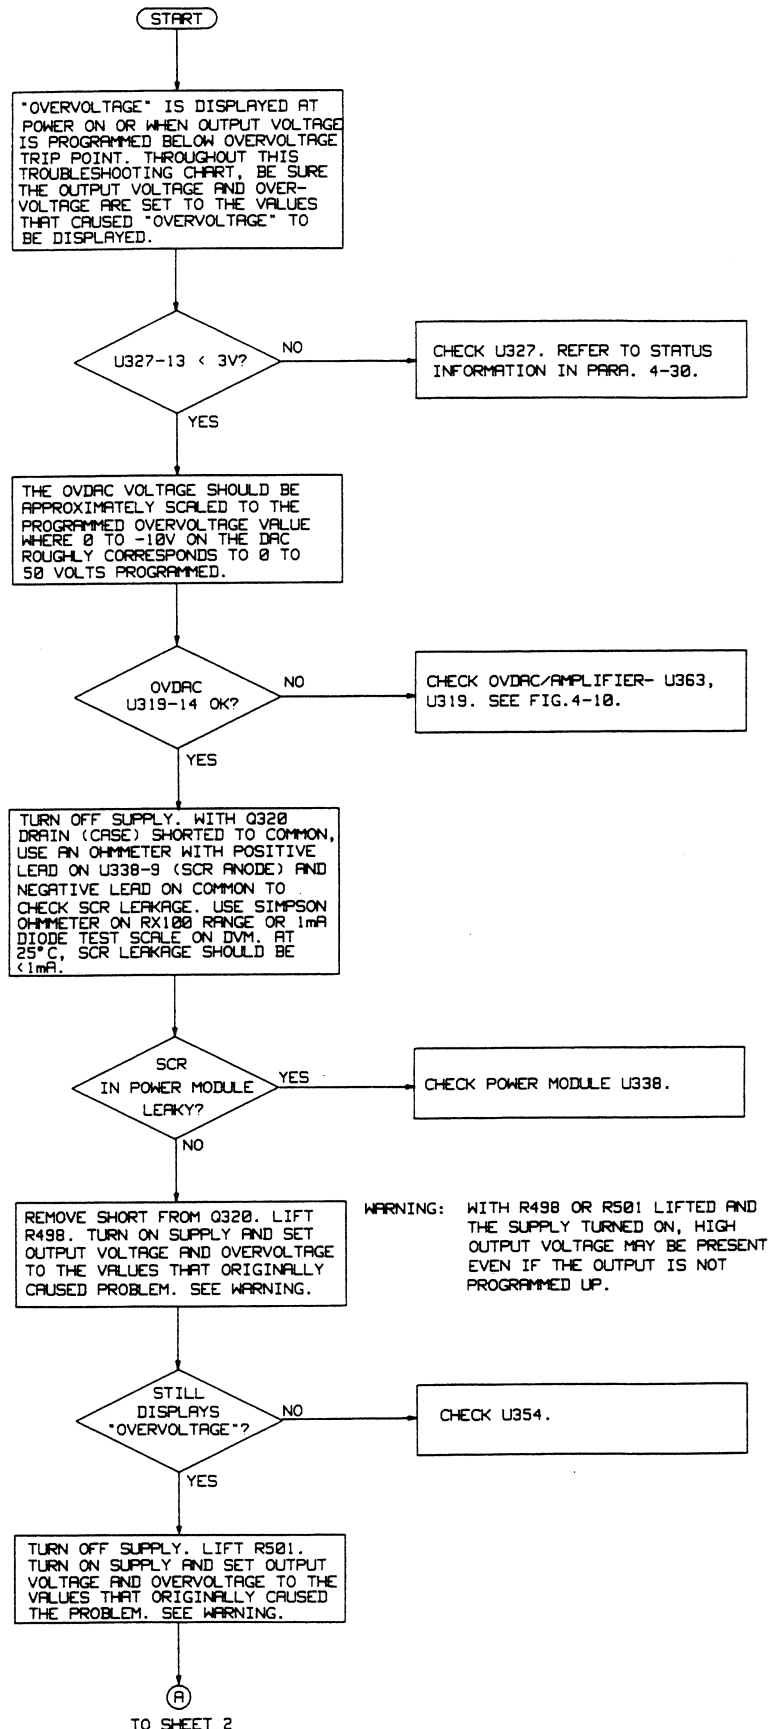 START
"OVERVOLTAGE" IS DISPLAYED AT
POWER ON OR WHEN OUTPUT VOLTAGE
IS PROGRAMMED BELOW OVERVOLTAGE
TRIP POINT. THROUGHOUT THIS
TROUBLESHOOTING CHART, BE SURE
THE OUTPUT VOLTAGE AND OVER-
VOLTAGE ARE SET TO THE VALUES
THAT CAUSED "OVERVOLTAGE" TO
BE DISPLAYED.
U327-13 < 3V?
NO
CHECK U327. REFER TO STATUS
INFORMATION IN PARA. 4-30.
YES
THE OVDAC VOLTAGE SHOULD BE
APPROXIMATELY SCALED TO THE
PROGRAMMED OVERVOLTAGE VALUE
WHERE 0 TO -10V ON THE DAC
ROUGHLY CORRESPONDS TO 0 TO
50 VOLTS PROGRAMMED.
OVDAC
U319-14 OK?
NO
CHECK OVDAC/AMPLIFIER- U363,
U319. SEE FIG.4-10.
YES
TURN OFF SUPPLY. WITH Q320
DRAIN (CASE) SHORTED TO COMMON,
USE AN OHMMETER WITH POSITIVE
LEAD ON U338-9 (SCR ANODE) AND
NEGATIVE LEAD ON COMMON TO
CHECK SCR LEAKAGE. USE SIMPSON
OHMMETER ON RX100 RANGE OR 1mA
DIODE TEST SCALE ON DVM. AT
25°C, SCR LEAKAGE SHOULD BE
<1mA.
SCR
IN POWER MODULE
LEAKY?
YES
CHECK POWER MODULE U338.
NO
REMOVE SHORT FROM Q320. LIFT
R498. TURN ON SUPPLY AND SET
OUTPUT VOLTAGE AND OVERVOLTAGE
TO THE VALUES THAT ORIGINALLY
CAUSED PROBLEM. SEE WARNING.
WARNING: WITH R498 OR R501 LIFTED AND
THE SUPPLY TURNED ON, HIGH
OUTPUT VOLTAGE MAY BE PRESENT
EVEN IF THE OUTPUT IS NOT
PROGRAMMED UP.
STILL
DISPLAYS
"OVERVOLTAGE"?
NO
CHECK U354.
YES
TURN OFF SUPPLY. LIFT R501.
TURN ON SUPPLY AND SET OUTPUT
VOLTAGE AND OVERVOLTAGE TO THE
VALUES THAT ORIGINALLY CAUSED
THE PROBLEM. SEE WARNING.
A
TO SHEET 2